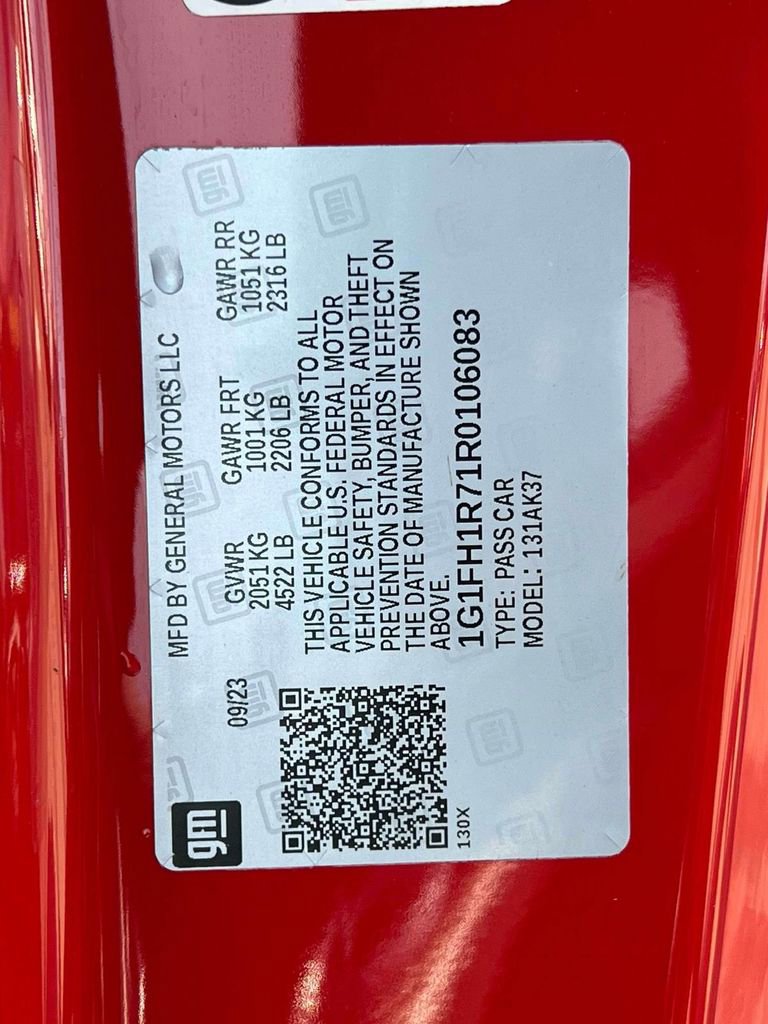 gm
MFD BY GENERAL MOTORS LLC
09/23
GVWR GAWR FRT GAWR RR
2051 KG 1001 KG 1051 KG
4522 LB 2206 LB 2316 LB
THIS VEHICLE CONFORMS TO ALL
APPLICABLE U.S. FEDERAL MOTOR
VEHICLE SAFETY, BUMPER, AND THEFT
PREVENTION STANDARDS IN EFFECT ON
THE DATE OF MANUFACTURE SHOWN
ABOVE.
1G1FH1R71R0106083
TYPE: PASS CAR
MODEL: 131AK37
130X